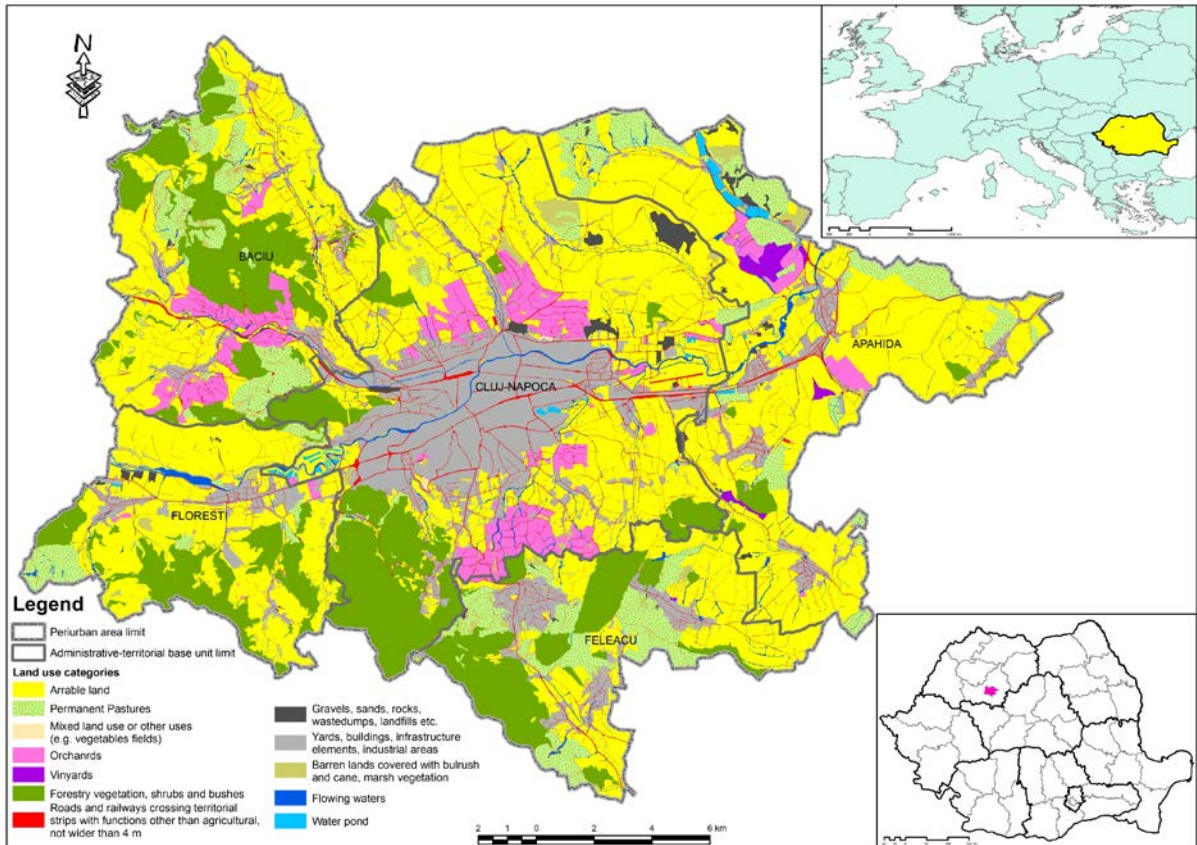 N
BACIU
APAHIDA
CLUJ-NAPOCA
FLORESTI
FELEACU
Legend
Periurban area limit
Administrative-territorial base unit limit
Land use categories
Arrable land
Permanent Pastures
Mixed land use or other uses
(e.g. vegetables fields)
Orchanrds
Vinyards
Forestry vegetation, shrubs and bushes
Roads and railways crossing territorial
strips with functions other than agricultural,
not wider than 4 m
Gravels, sands, rocks,
wastedumps, landfills etc.
Yards, buildings, infrastructure
elements, industrial areas
Barren lands covered with bulrush
and cane, marsh vegetation
Flowing waters
Water pond
2 1 0 2 4 6 km